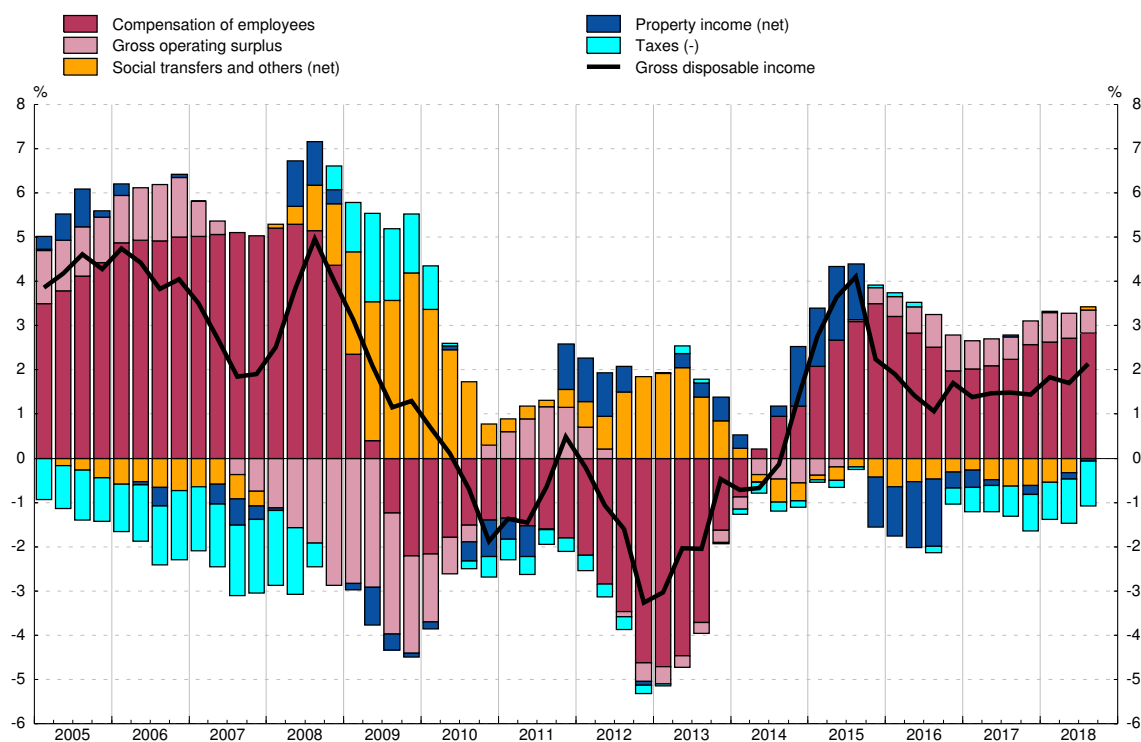 Compensation of employees
Gross operating surplus
Social transfers and others (net)
Property income (net)
Taxes (-)
Gross disposable income
% %
8 8
7 7
6 6
5 5
4 4
3 3
2 2
1 1
0 0
-1 -1
-2 -2
-3 -3
-4 -4
-5 -5
-6 -6
2005 2006 2007 2008 2009 2010 2011 2012 2013 2014 2015 2016 2017 2018